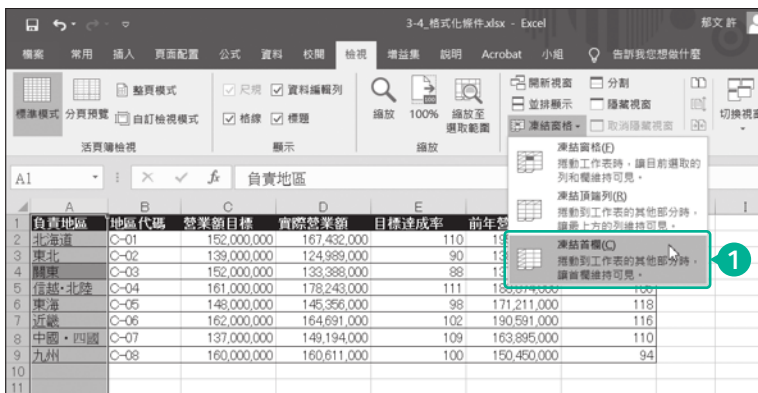 3-4_格式化條件.xlsx - Excel
郁文 許
檔案 常用 插入 頁面配置 公式 資料 校閱 檢視 增益集 說明 Acrobat 小組 告訴我您想做什麼
標準模式 分頁預覽 整頁模式 自訂檢視模式
活頁簿檢視
尺規 資料編輯列
格線 標題
顯示
縮放 100% 縮放至選取範圍
縮放
開新視窗 分割
並排顯示 隱藏視窗
凍結窗格 取消隱藏視窗
切換視窗
凍結窗格(F)
捲動工作表時，讓目前選取的
列和欄維持可見。
凍結頂端列(R)
捲動到工作表的其他部分時，
讓最上方的列維持可見。
凍結首欄(C)
捲動到工作表的其他部分時，
讓首欄維持可見。
1
A1 fx 負責地區
A B C D E I
1 負責地區 地區代碼 營業額目標 實際營業額 目標達成率 前年營
2 北海道 C-01 152,000,000 167,432,000 110
3 東北 C-02 139,000,000 124,989,000 90
4 關東 C-03 152,000,000 133,388,000 88
5 信越・北陸 C-04 161,000,000 178,243,000 111
6 東海 C-05 148,000,000 145,356,000 98 171,211,000 118
7 近畿 C-06 162,000,000 164,691,000 102 190,591,000 116
8 中國・四國 C-07 137,000,000 149,194,000 109 163,895,000 110
9 九州 C-08 160,000,000 160,611,000 100 150,450,000 94
10
11